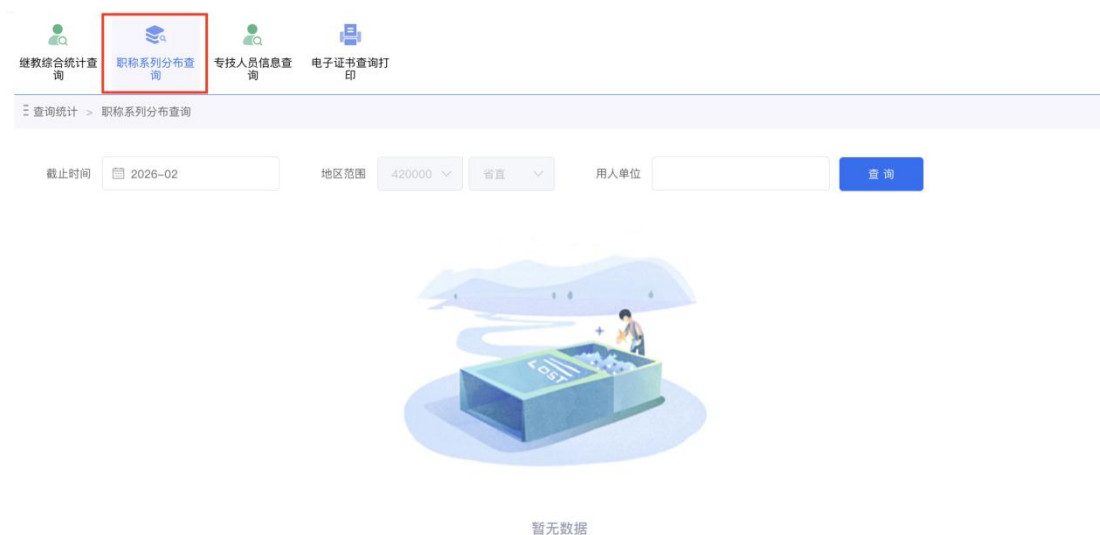 继教综合统计查
询
职称系列分布查
询
专技人员信息查
询
电子证书查询打
印
查询统计 > 职称系列分布查询
截止时间 2026-02 地区范围 420000 省直 用人单位 查询
LOST
暂无数据